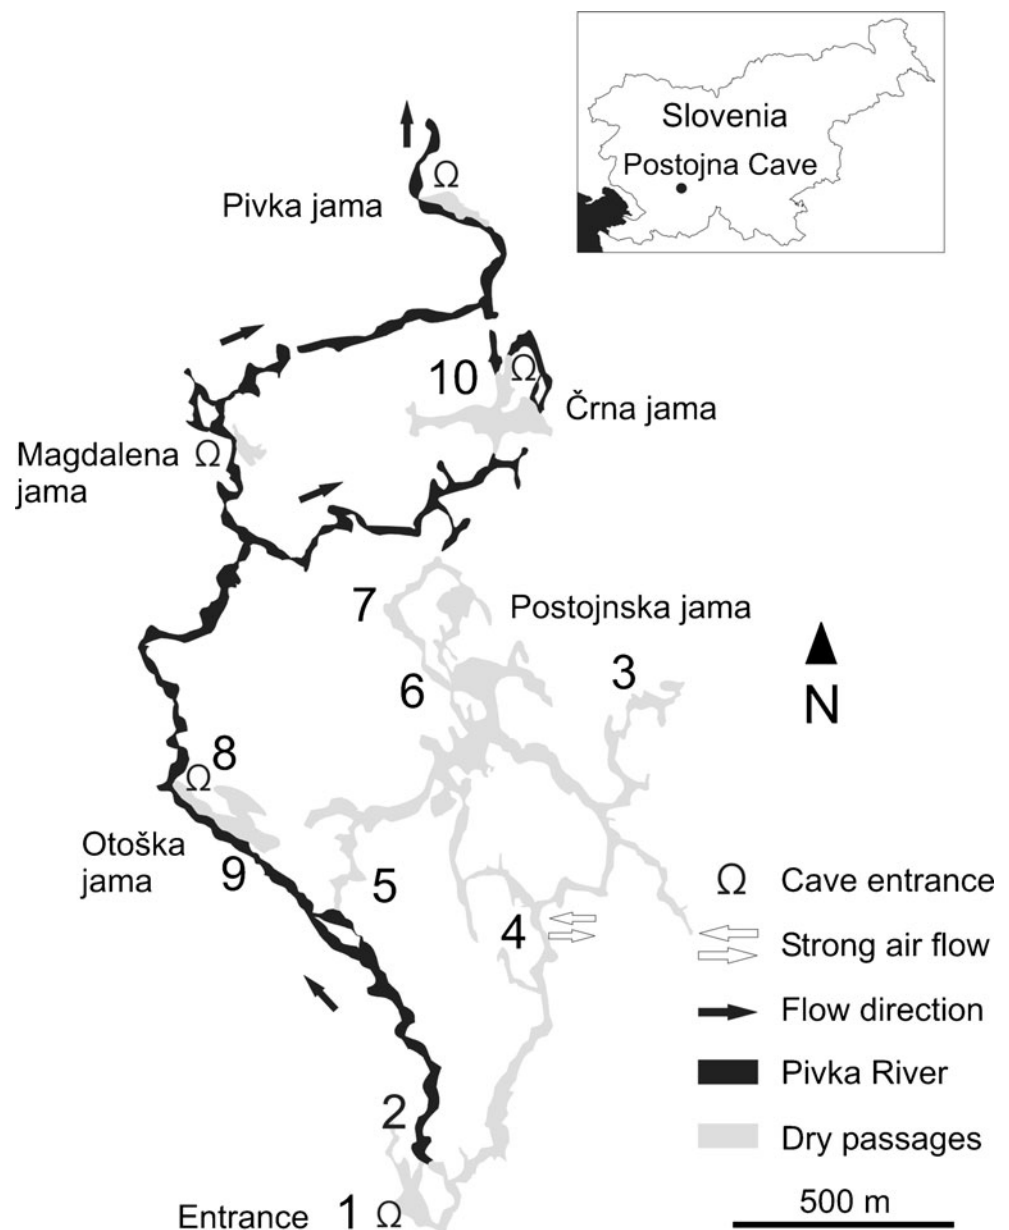 Slovenia
Postojna Cave
Ω
Pivka jama
10
Ω
Črna jama
Magdalena
jama
Ω
7
Postojnska jama
3
6
N
8
Ω
Otoška
jama
9
5
4
Ω Cave entrance
Strong air flow
Flow direction
Pivka River
2
Dry passages
Entrance 1 Ω
500 m